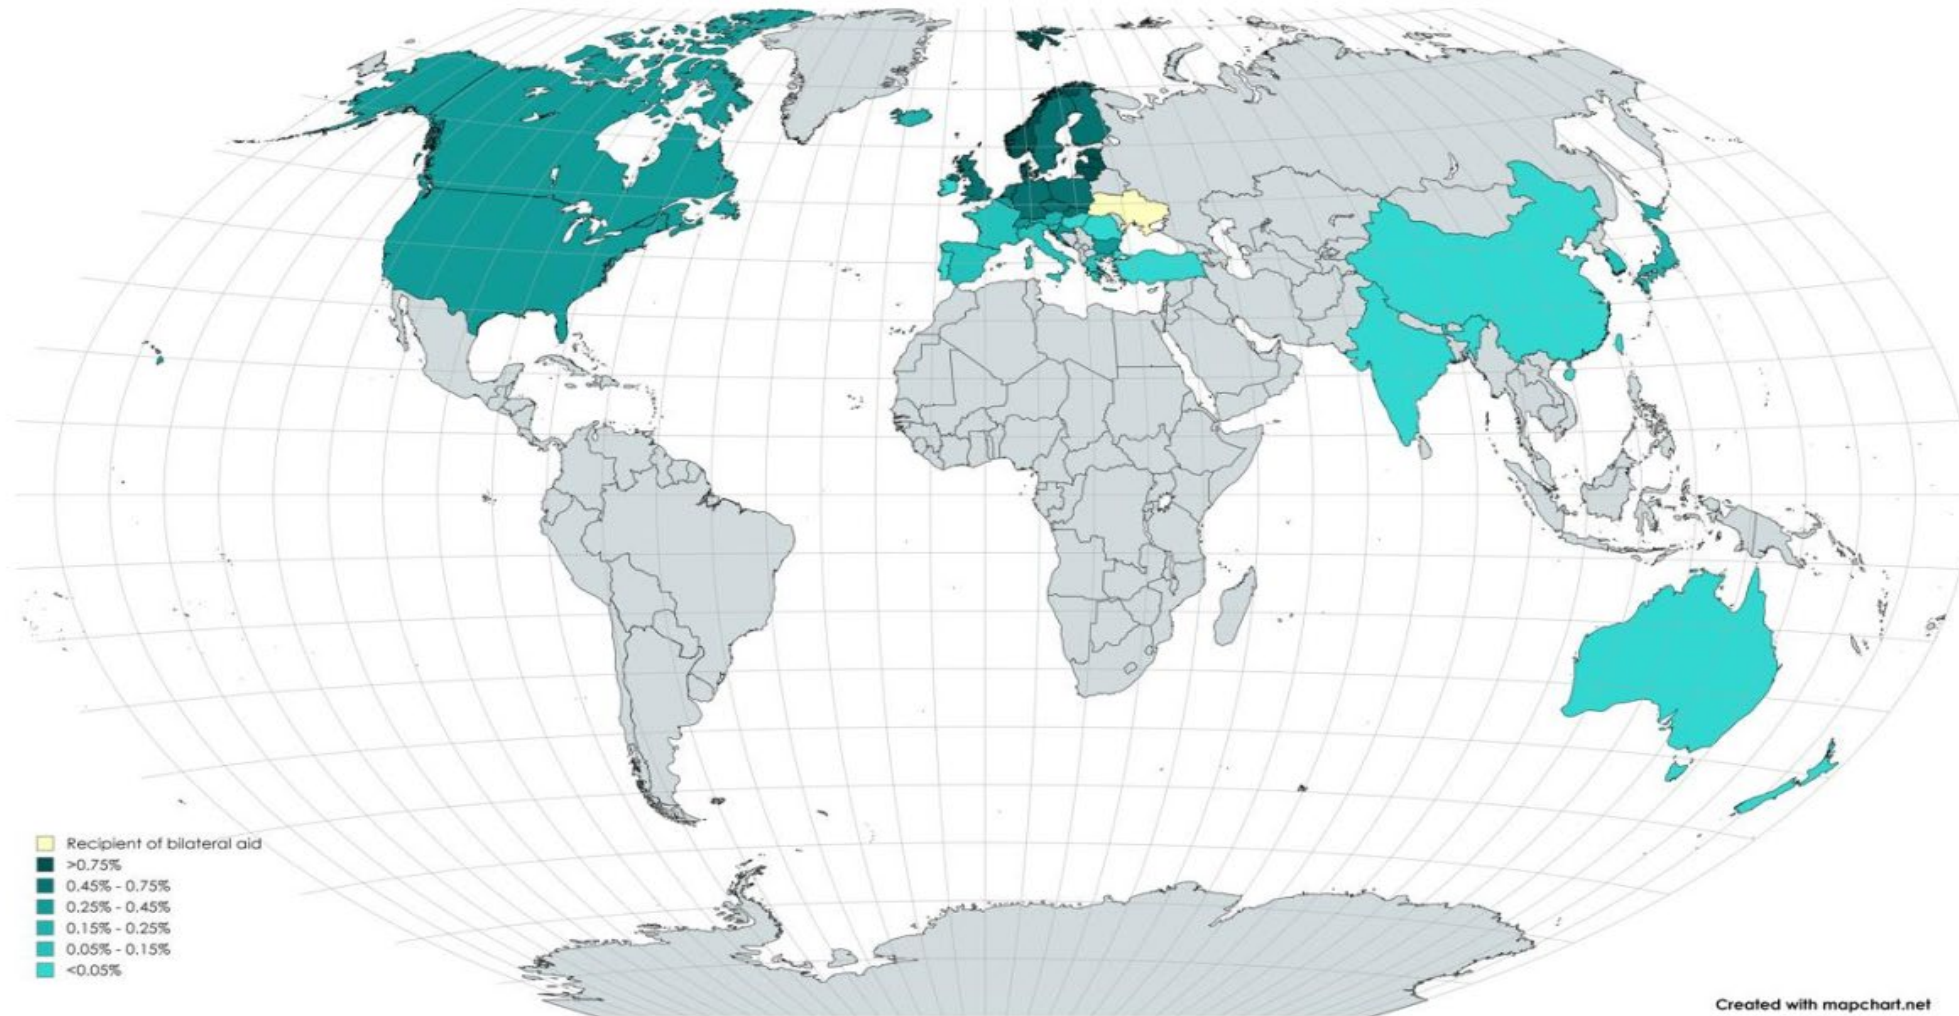 Recipient of bilateral aid
>0.75%
0.45% - 0.75%
0.25% - 0.45%
0.15% - 0.25%
0.05% - 0.15%
<0.05%
Created with mapchart.net